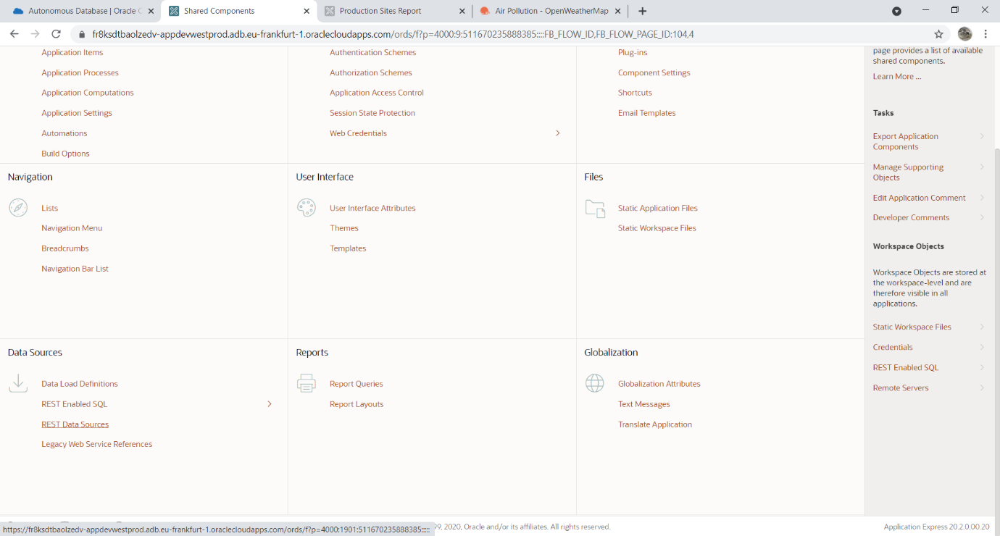 Autonomous Database | Oracle C
Shared Components
Production Sites Report
Air Pollution - OpenWeatherMap
fr8ksdtbaolzedv-appdevwestprod.adb.eu-frankfurt-1.oraclecloudapps.com/ords/f?p=4000:9:511670235888385::::FB_FLOW_ID,FB_FLOW_PAGE_ID:104,4
Application Items
Application Processes
Application Computations
Application Settings
Automations
Build Options
Authentication Schemes
Authorization Schemes
Application Access Control
Session State Protection
Web Credentials
Plug-ins
Component Settings
Shortcuts
Email Templates
Navigation
Lists
Navigation Menu
Breadcrumbs
Navigation Bar List
User Interface
User Interface Attributes
Themes
Templates
Files
Static Application Files
Static Workspace Files
Data Sources
Data Load Definitions
REST Enabled SQL
REST Data Sources
Legacy Web Service References
Reports
Report Queries
Report Layouts
Globalization
Globalization Attributes
Text Messages
Translate Application
page provides a list of available
shared components.
Learn More ...
Tasks
Export Application
Components
Manage Supporting
Objects
Edit Application Comment
Developer Comments
Workspace Objects
Workspace Objects are stored at
the workspace-level and are
therefore visible in all
applications.
Static Workspace Files
Credentials
REST Enabled SQL
Remote Servers
https://fr8ksdtbaolzedv-appdevwestprod.adb.eu-frankfurt-1.oraclecloudapps.com/ords/f?p=4000:1901:511670235888385:::::
99, 2020, Oracle and/or its affiliates. All rights reserved.
Application Express 20.2.0.00.20